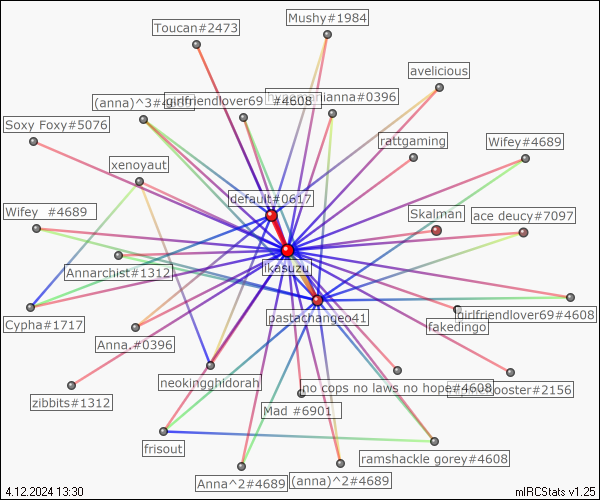 Mushy#1984
Toucan#2473
avelicious
(anna)^3#4689
girlfriendlover69 #4608
anna#0396
Soxy Foxy#5076
rattgaming
Wifey#4689
xenoyaut
default#0617
Wifey #4689
Skalman
ace deucy#7097
ikasuzu
Annarchist#1312
Cypha#1717
pastachangeo41
girlfriendlover69#4608
fakedingo
Anna.#0396
neokingghidorah
no cops no laws no hope#4608
#2156
zibbits#1312
Mad #6901
frisout
ramshackle gorey#4608
Anna^2#4689
(anna)^2#4689
4.12.2024 13:30
mIRCStats v1.25